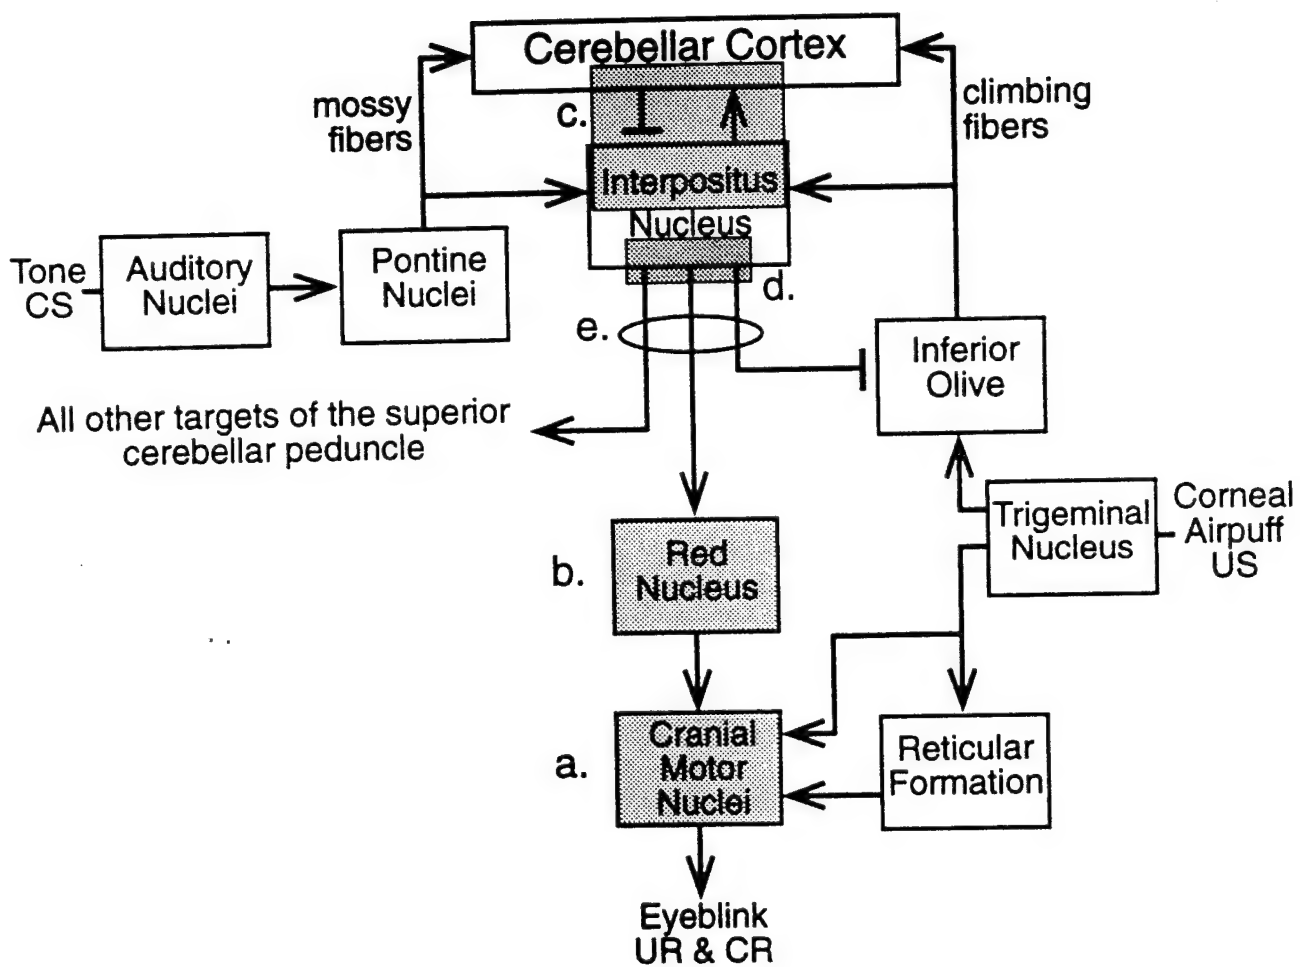 Cerebellar Cortex
mossy
fibers
c.
climbing
fibers
Interpositus
Nucleus
d.
Tone
CS
Auditory
Nuclei
Pontine
Nuclei
e.
Inferior
Olive
All other targets of the superior
cerebellar peduncle
Trigeminal
Nucleus
Corneal
Airpuff
US
b.
Red
Nucleus
a.
Cranial
Motor
Nuclei
Reticular
Formation
Eyeblink
UR & CR